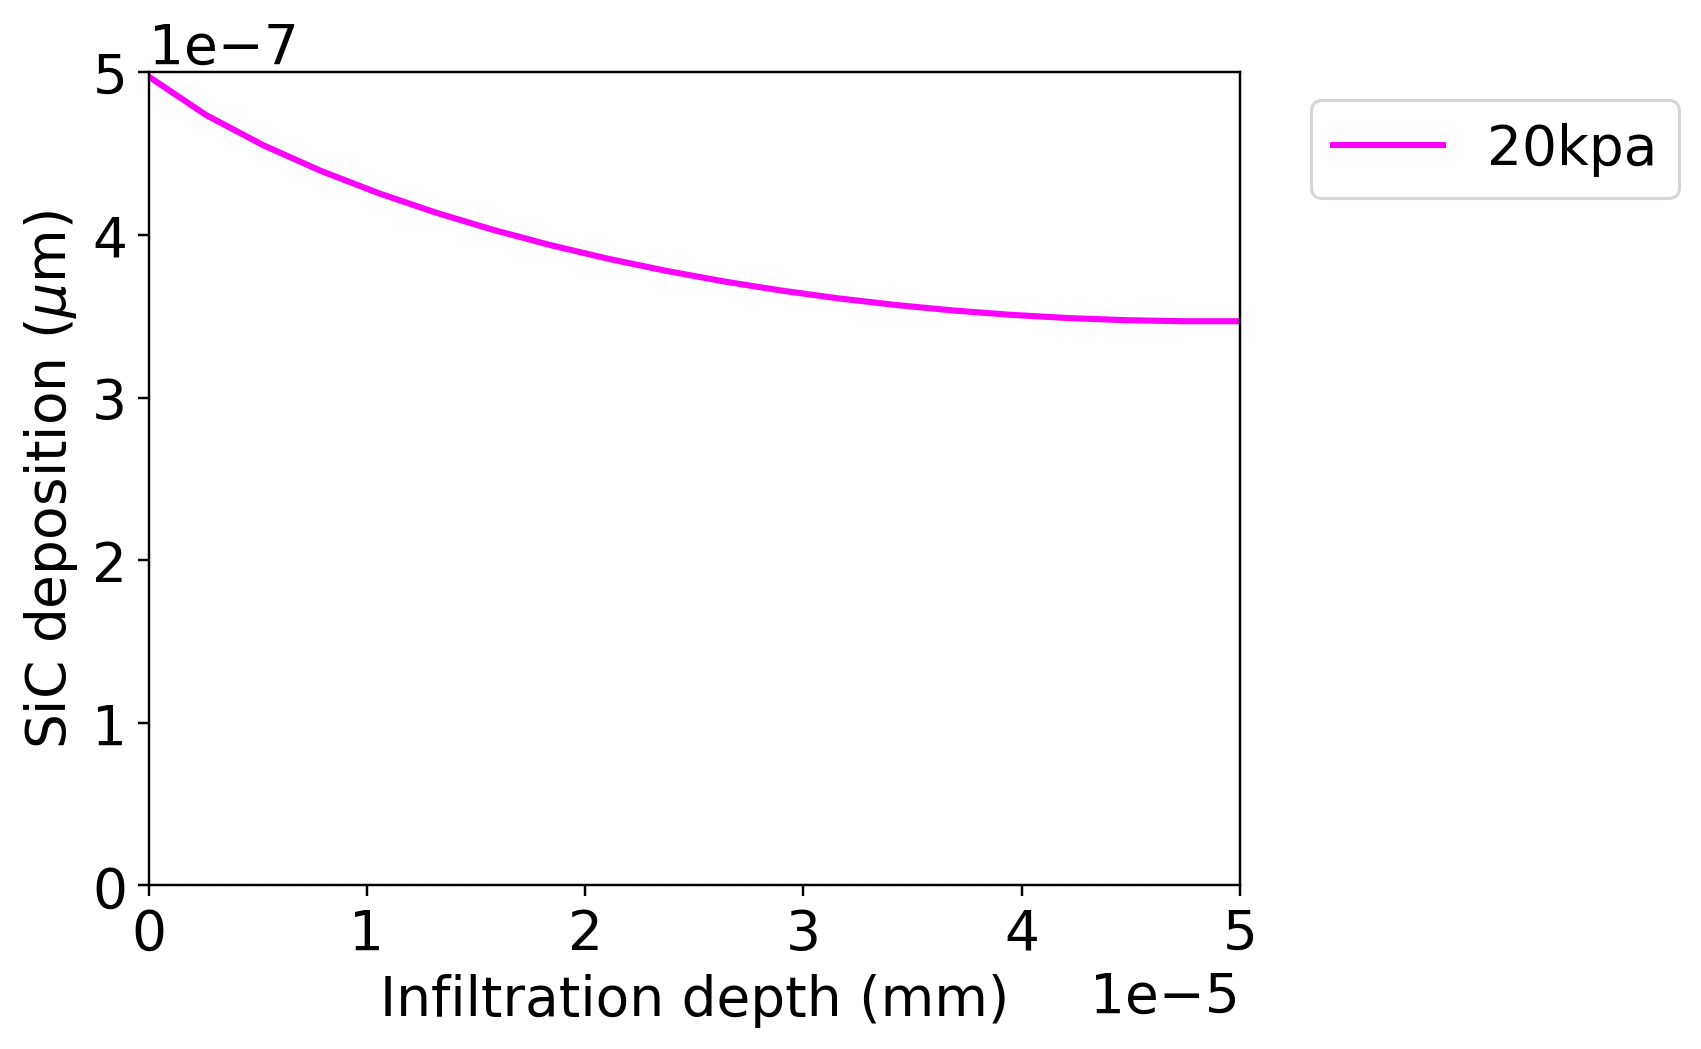 1e−7
5
4
3
2
1
0
SiC deposition (μm)
0 1 2 3 4 5
Infiltration depth (mm)
1e−5
20kpa